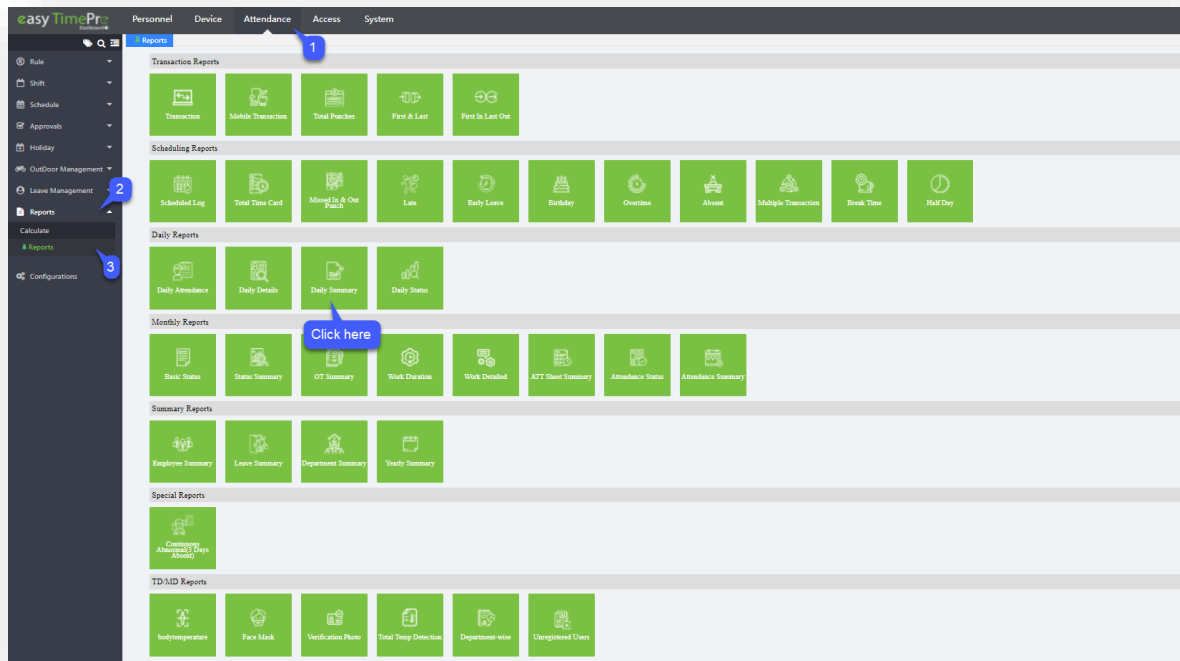 easy TimePro
Dashboard
Personnel Device Attendance Access System
Reports
1
Rule
Shift
Schedule
Approvals
Holiday
OutDoor Management
Leave Management
2
Reports
Calculate
Reports
3
Configurations
Transaction Reports
Transaction
Mobile Transaction
Total Punches
First & Last
First In Last Out
Scheduling Reports
Scheduled Log
Total Time Card
Missed In & Out
Punch
Late
Early Leave
Birthday
Overtime
Absent
Multiple Transaction
Break Time
Half Day
Daily Reports
Daily Attendance
Daily Details
Daily Summary
Daily Status
Click here
Monthly Reports
Basic Status
Status Summary
OT Summary
Work Duration
Work Detailed
ATT Sheet Summary
Attendance Status
Attendance Summary
Summary Reports
Employee Summary
Leave Summary
Department Summary
Yearly Summary
Special Reports
Continuous
Abnormal(3 Days
Absent)
TD/MD Reports
bodytemperature
Face Mask
Verification Photo
Total Temp Detection
Department-wise
Unregistered Users